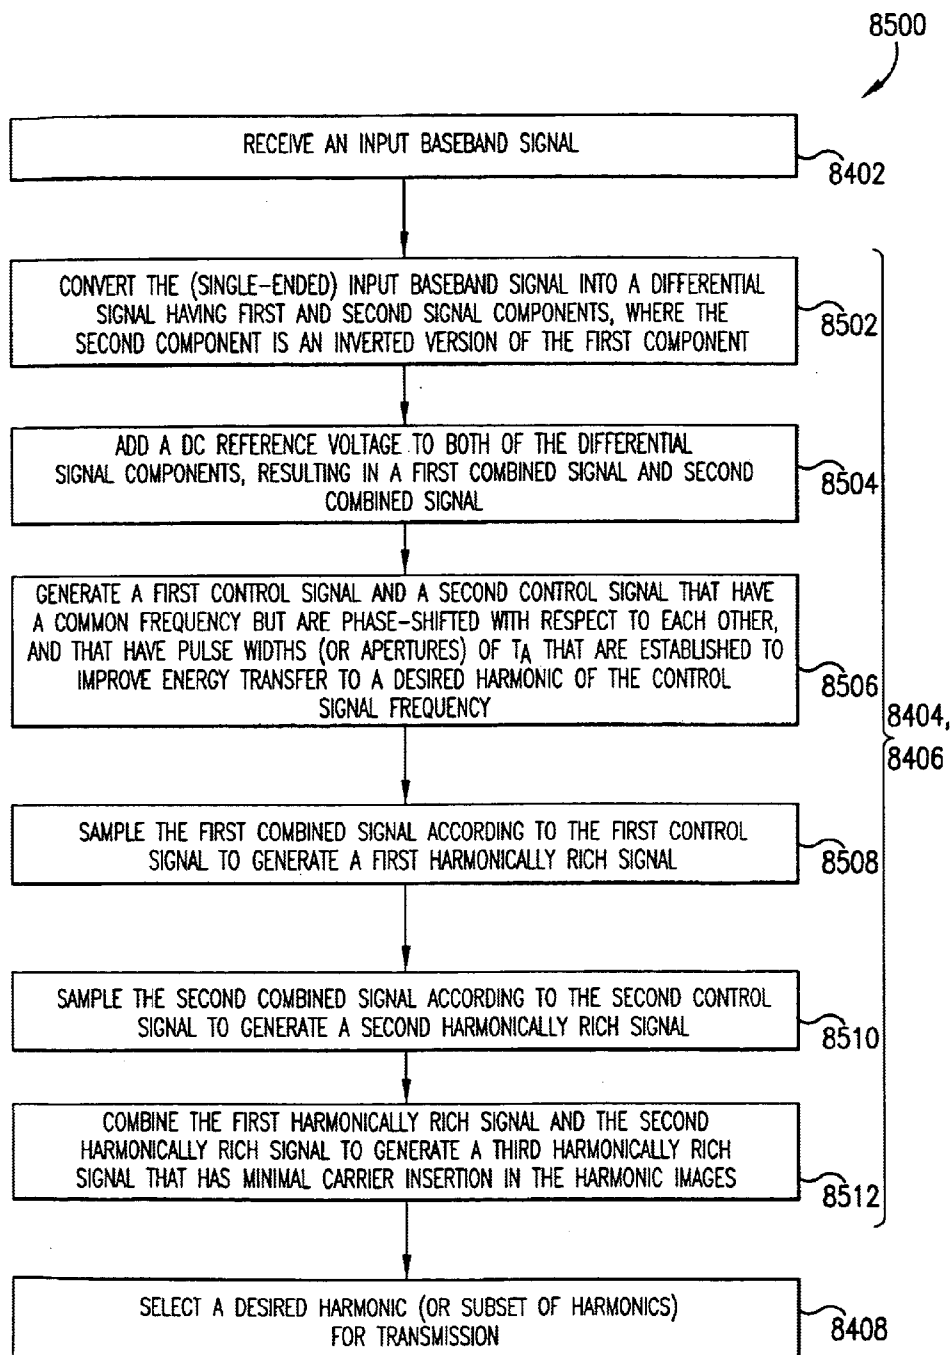 8500
RECEIVE AN INPUT BASEBAND SIGNAL
8402
CONVERT THE (SINGLE-ENDED) INPUT BASEBAND SIGNAL INTO A DIFFERENTIAL
SIGNAL HAVING FIRST AND SECOND SIGNAL COMPONENTS, WHERE THE
SECOND COMPONENT IS AN INVERTED VERSION OF THE FIRST COMPONENT
8502
ADD A DC REFERENCE VOLTAGE TO BOTH OF THE DIFFERENTIAL
SIGNAL COMPONENTS, RESULTING IN A FIRST COMBINED SIGNAL AND SECOND
COMBINED SIGNAL
8504
GENERATE A FIRST CONTROL SIGNAL AND A SECOND CONTROL SIGNAL THAT HAVE
A COMMON FREQUENCY BUT ARE PHASE-SHIFTED WITH RESPECT TO EACH OTHER,
AND THAT HAVE PULSE WIDTHS (OR APERTURES) OF TA THAT ARE ESTABLISHED TO
IMPROVE ENERGY TRANSFER TO A DESIRED HARMONIC OF THE CONTROL
SIGNAL FREQUENCY
8506
8404,
8406
SAMPLE THE FIRST COMBINED SIGNAL ACCORDING TO THE FIRST CONTROL
SIGNAL TO GENERATE A FIRST HARMONICALLY RICH SIGNAL
8508
SAMPLE THE SECOND COMBINED SIGNAL ACCORDING TO THE SECOND CONTROL
SIGNAL TO GENERATE A SECOND HARMONICALLY RICH SIGNAL
8510
COMBINE THE FIRST HARMONICALLY RICH SIGNAL AND THE SECOND
HARMONICALLY RICH SIGNAL TO GENERATE A THIRD HARMONICALLY RICH
SIGNAL THAT HAS MINIMAL CARRIER INSERTION IN THE HARMONIC IMAGES
8512
SELECT A DESIRED HARMONIC (OR SUBSET OF HARMONICS)
FOR TRANSMISSION
8408